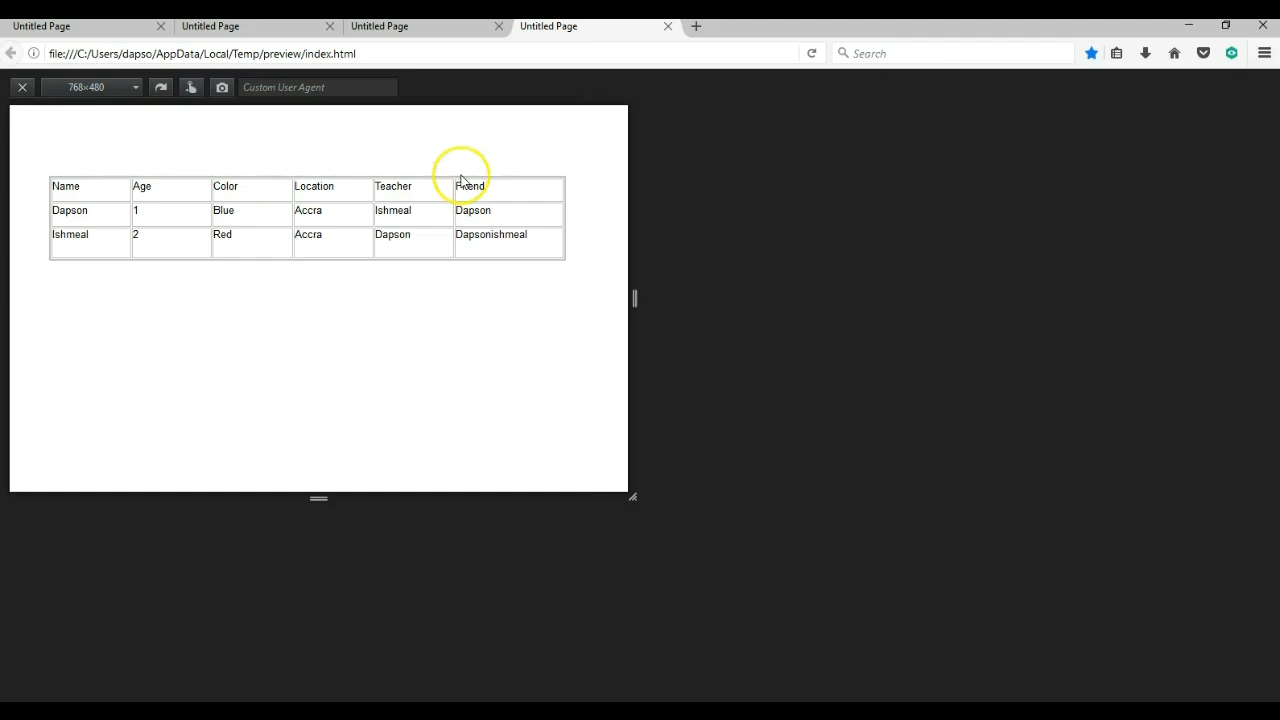 Untitled Page Untitled Page Untitled Page Untitled Page
file:///C:/Users/dapso/AppData/Local/Temp/preview/index.html Search
768×480 Custom User Agent
Name Age Color Location Teacher Friend
Dapson 1 Blue Accra Ishmeal Dapson
Ishmeal 2 Red Accra Dapson Dapsonishmeal